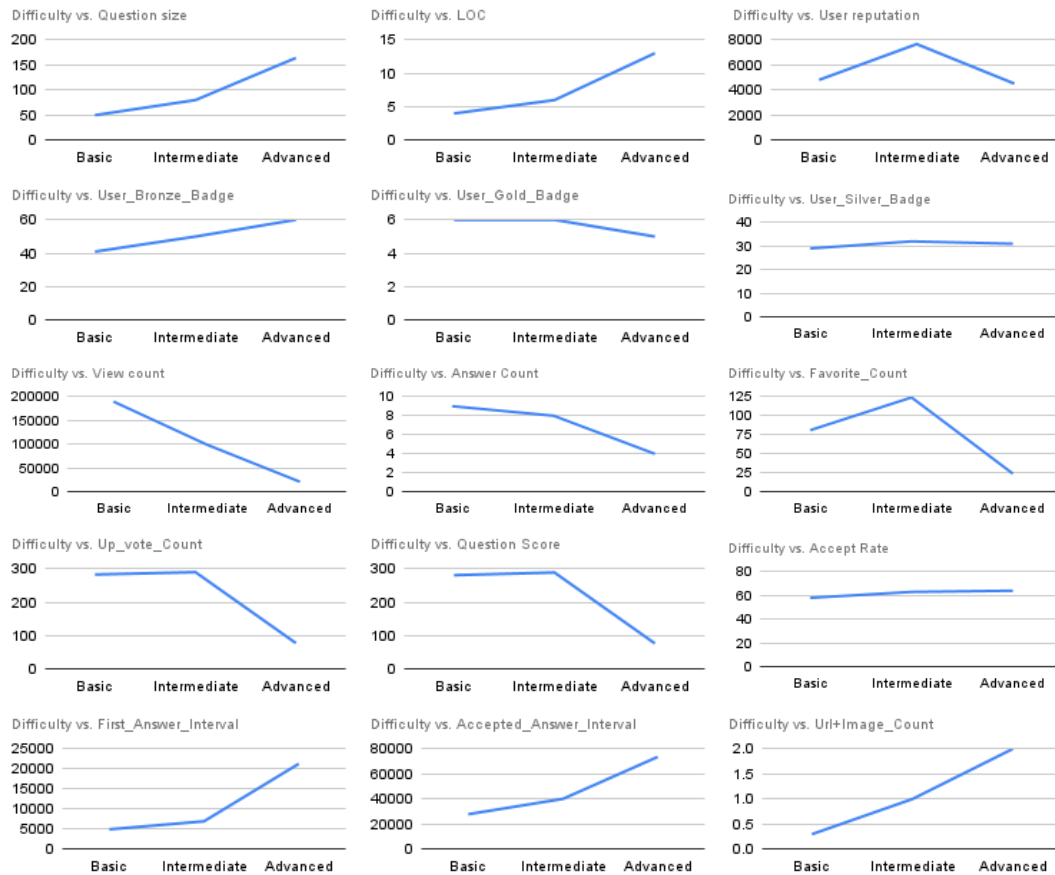 Difficulty vs. Question size
200
150
100
50
0
Basic Intermediate Advanced
Difficulty vs. LOC
15
10
5
0
Basic Intermediate Advanced
Difficulty vs. User reputation
8000
6000
4000
2000
0
Basic Intermediate Advanced
Difficulty vs. User_Bronze_Badge
60
40
20
0
Basic Intermediate Advanced
Difficulty vs. User_Gold_Badge
6
4
2
0
Basic Intermediate Advanced
Difficulty vs. User_Silver_Badge
40
30
20
10
0
Basic Intermediate Advanced
Difficulty vs. View count
200000
150000
100000
50000
0
Basic Intermediate Advanced
Difficulty vs. Answer Count
10
8
6
4
2
0
Basic Intermediate Advanced
Difficulty vs. Favorite_Count
125
100
75
50
25
0
Basic Intermediate Advanced
Difficulty vs. Up_vote_Count
300
200
100
0
Basic Intermediate Advanced
Difficulty vs. Question Score
300
200
100
0
Basic Intermediate Advanced
Difficulty vs. Accept Rate
80
60
40
20
0
Basic Intermediate Advanced
Difficulty vs. First_Answer_Interval
25000
20000
15000
10000
5000
0
Basic Intermediate Advanced
Difficulty vs. Accepted_Answer_Interval
80000
60000
40000
20000
0
Basic Intermediate Advanced
Difficulty vs. Url+Image_Count
2.0
1.5
1.0
0.5
0.0
Basic Intermediate Advanced